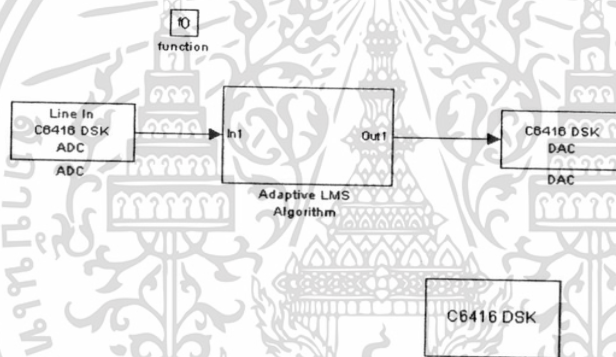 f()
function
Line In
C6416 DSK
ADC
ADC
In1
Out1
Adaptive LMS
Algorithm
C6416 DSK
DAC
DAC
C6416 DSK